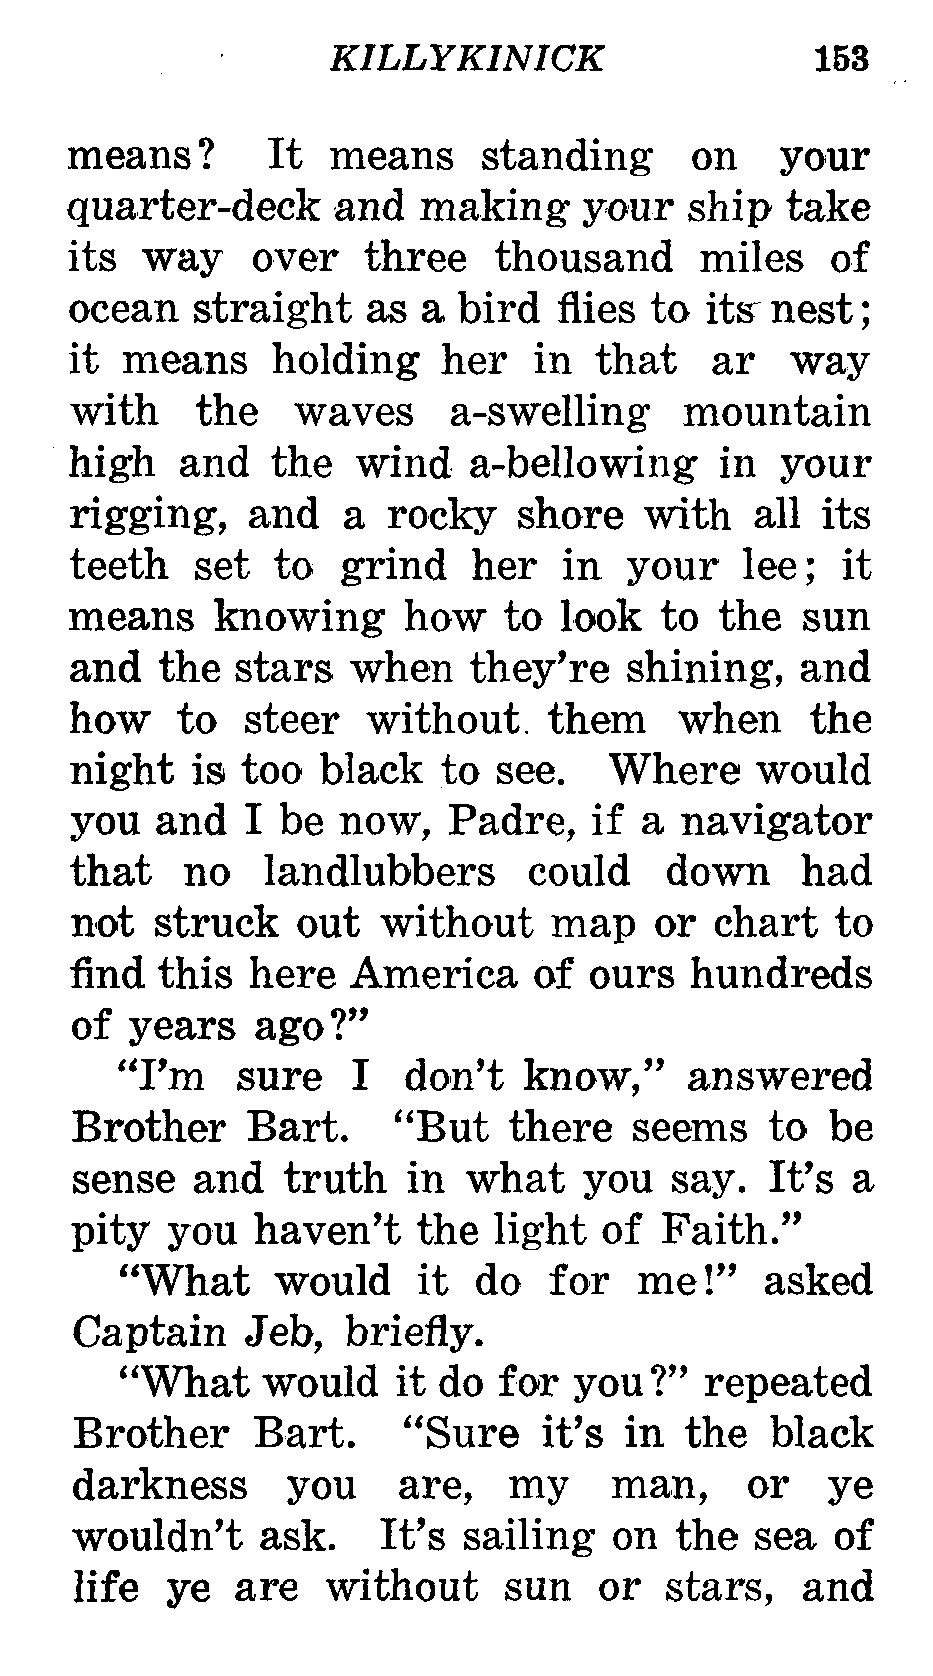 KILLYKINICK 153
means? It means standing on your
quarter-deck and making your ship take
its way over three thousand miles of
ocean straight as a bird flies to its nest;
it means holding her in that ar way
with the waves a-swelling mountain
high and the wind a-bellowing in your
rigging, and a rocky shore with all its
teeth set to grind her in your lee; it
means knowing how to look to the sun
and the stars when they're shining, and
how to steer without them when the
night is too black to see. Where would
you and I be now, Padre, if a navigator
that no landlubbers could down had
not struck out without map or chart to
find this here America of ours hundreds
of years ago?"
"I'm sure I don't know," answered
Brother Bart. "But there seems to be
sense and truth in what you say. It's a
pity you haven't the light of Faith."
"What would it do for me!" asked
Captain Jeb, briefly.
"What would it do for you?" repeated
Brother Bart. "Sure it's in the black
darkness you are, my man, or ye
wouldn't ask. It's sailing on the sea of
life ye are without sun or stars, and